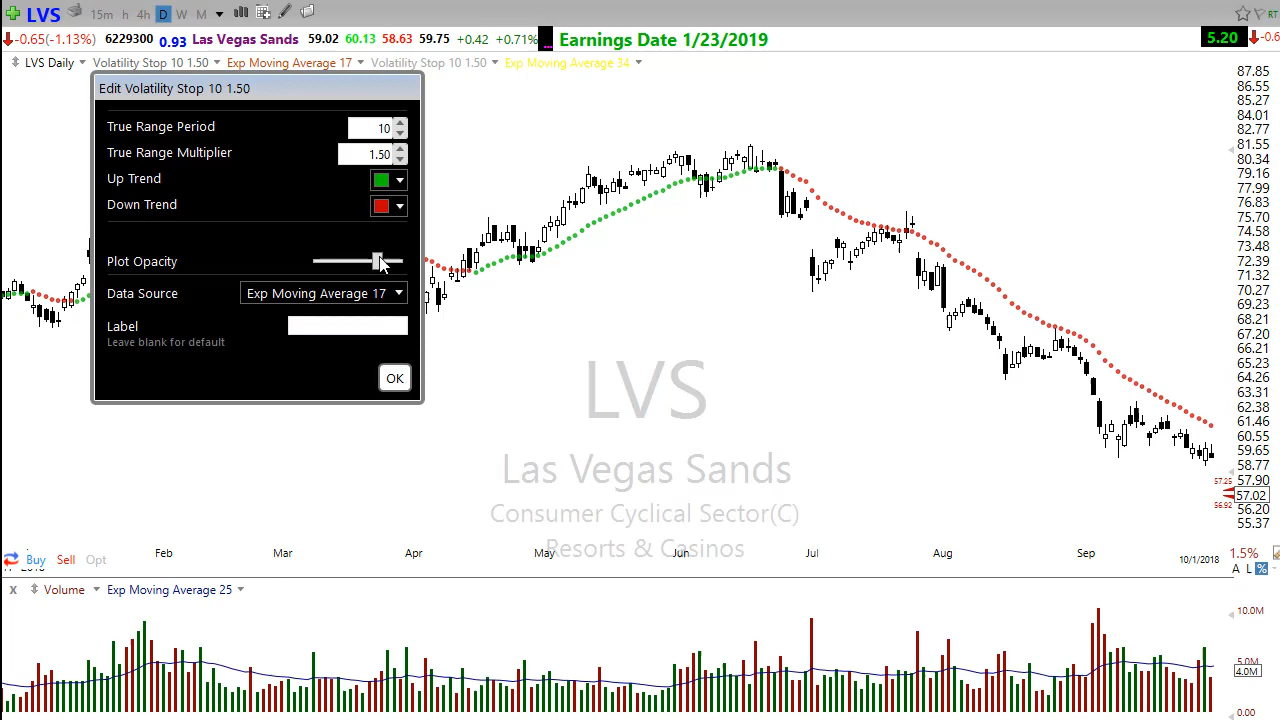 LVS 15m h 4h D W M RT
-0.65(-1.13%) 6229300 0.93 Las Vegas Sands 59.02 60.13 58.63 59.75 +0.42 +0.71% ... Earnings Date 1/23/2019 5.20 -0.6
LVS Daily Volatility Stop 10 1.50 Exp Moving Average 17 Volatility Stop 10 1.50 Exp Moving Average 34
Edit Volatility Stop 10 1.50
True Range Period 10
True Range Multiplier 1.50
Up Trend
Down Trend
Plot Opacity
Data Source Exp Moving Average 17
Label
Leave blank for default
OK
87.85
86.55
85.27
84.01
82.77
81.55
80.34
79.16
77.99
76.83
75.70
74.58
73.48
72.39
71.32
70.27
69.23
68.21
67.20
66.21
65.23
64.26
63.31
62.38
61.46
60.55
59.65
58.77
57.90
57.25
57.02
56.92
56.20
55.37
LVS
Las Vegas Sands
Consumer Cyclical Sector(C)
Resorts & Casinos
Buy Sell Opt
Feb Mar Apr May Jun Jul Aug Sep 10/1/2018
1.5%
A L %
X Volume Exp Moving Average 25
10.0M
5.0M
4.0M
0.00